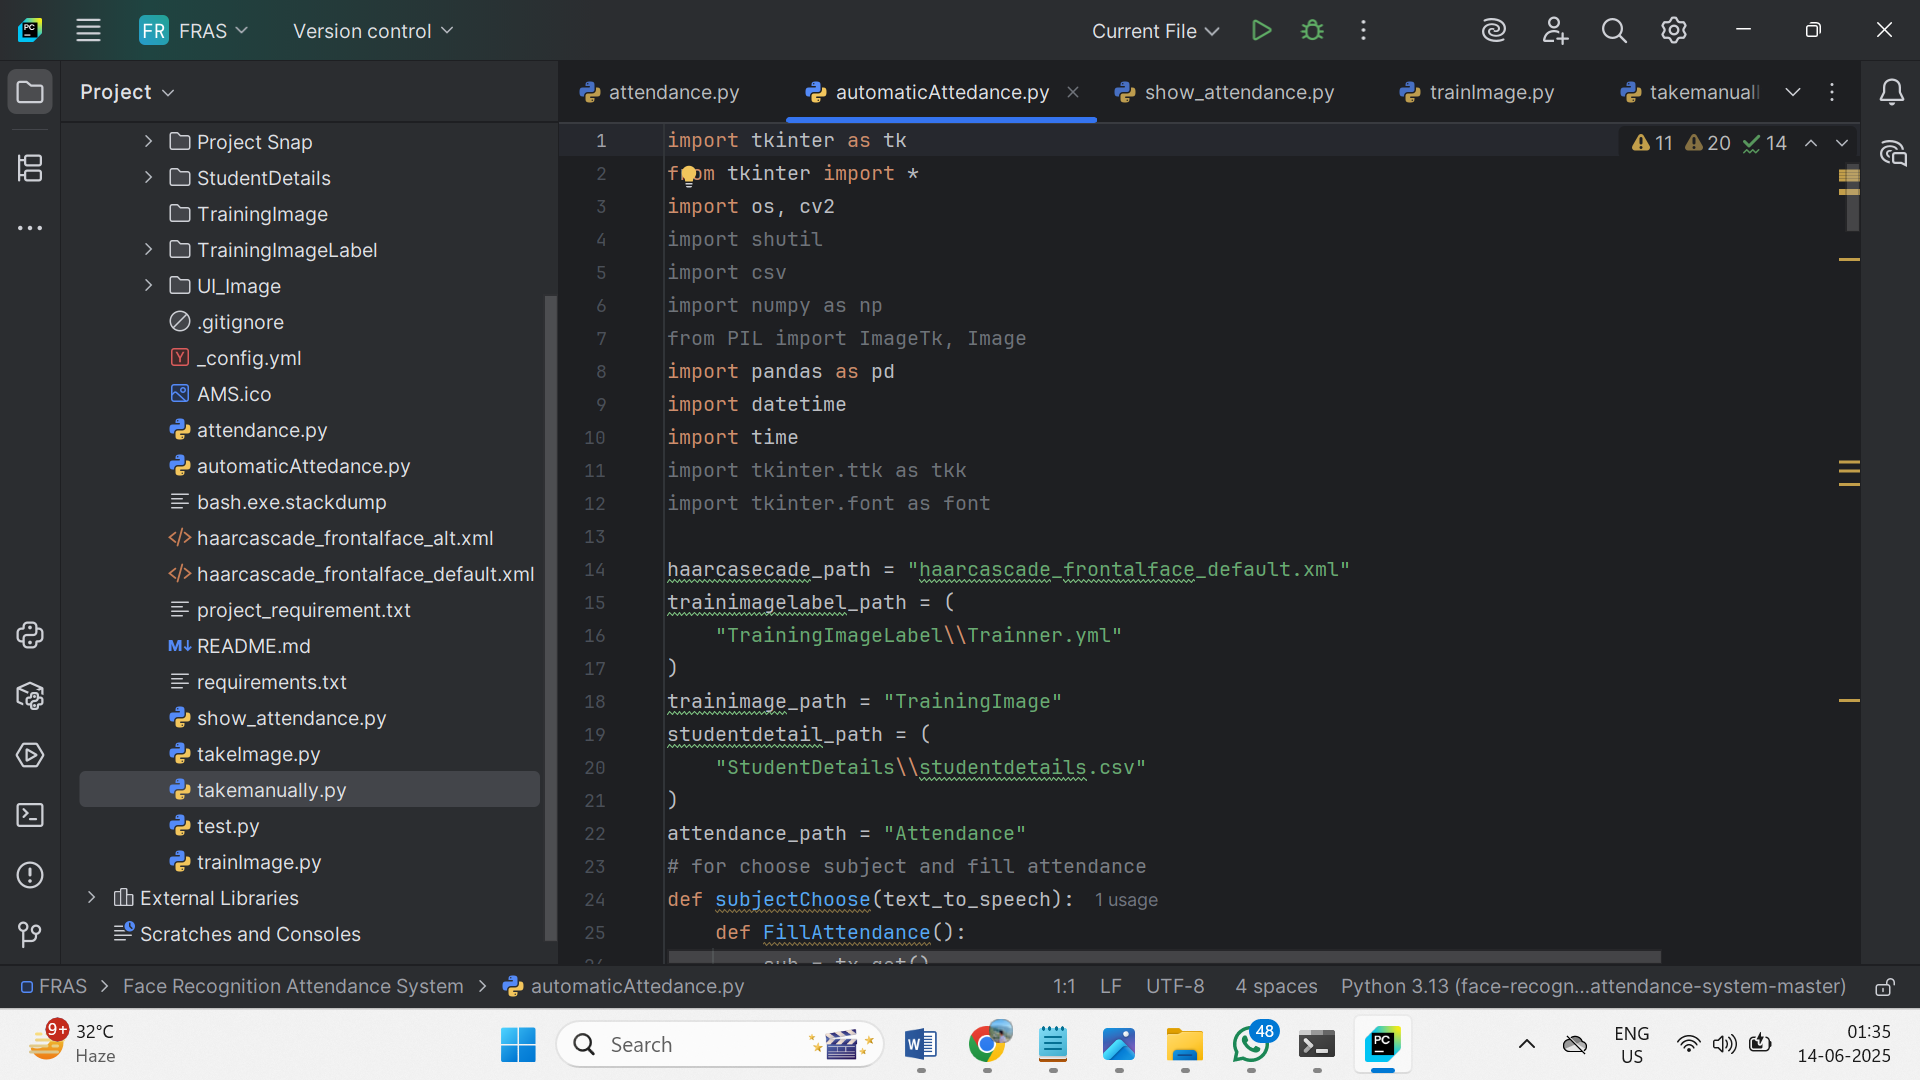 PC
FR FRAS
Version control
Current File
Project
attendance.py
automaticAttedance.py
show_attendance.py
trainImage.py
takemanuall
Project Snap
StudentDetails
TrainingImage
TrainingImageLabel
UI_Image
.gitignore
Y _config.yml
AMS.ico
attendance.py
automaticAttedance.py
bash.exe.stackdump
</> haarcascade_frontalface_alt.xml
</> haarcascade_frontalface_default.xml
project_requirement.txt
M↓ README.md
requirements.txt
show_attendance.py
takeImage.py
takemanually.py
test.py
trainImage.py
External Libraries
Scratches and Consoles
11 20 14
1 import tkinter as tk
2 from tkinter import *
3 import os, cv2
4 import shutil
5 import csv
6 import numpy as np
7 from PIL import ImageTk, Image
8 import pandas as pd
9 import datetime
10 import time
11 import tkinter.ttk as tkk
12 import tkinter.font as font
13
14 haarcasecade_path = "haarcascade_frontalface_default.xml"
15 trainimagelabel_path = (
16 "TrainingImageLabel\\Trainner.yml"
17 )
18 trainimage_path = "TrainingImage"
19 studentdetail_path = (
20 "StudentDetails\\studentdetails.csv"
21 )
22 attendance_path = "Attendance"
23 # for choose subject and fill attendance
24 def subjectChoose(text_to_speech): 1 usage
25 def FillAttendance():
26 sub = tx.get()
FRAS > Face Recognition Attendance System > automaticAttedance.py
1:1 LF UTF-8 4 spaces Python 3.13 (face-recogn...attendance-system-master)
9+ 32°C
Haze
Search
W
48
PC
ENG
US
01:35
14-06-2025